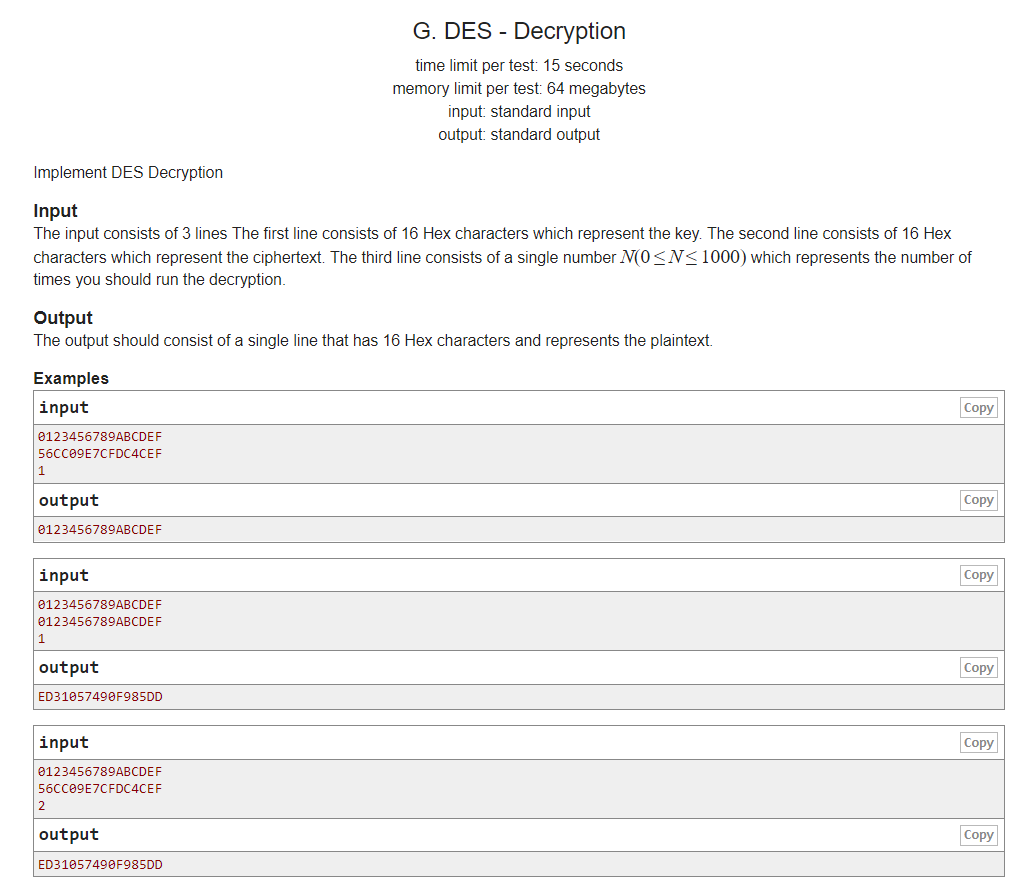 G. DES - Decryption
time limit per test: 15 seconds
memory limit per test: 64 megabytes
input: standard input
output: standard output
Implement DES Decryption
Input
The input consists of 3 lines The first line consists of 16 Hex characters which represent the key. The second line consists of 16 Hex
characters which represent the ciphertext. The third line consists of a single number N(0 ≤ N ≤ 1000) which represents the number of
times you should run the decryption.
Output
The output should consist of a single line that has 16 Hex characters and represents the plaintext.
Examples
input Copy
0123456789ABCDEF
56CC09E7CFDC4CEF
1
output Copy
0123456789ABCDEF
input Copy
0123456789ABCDEF
0123456789ABCDEF
1
output Copy
ED31057490F985DD
input Copy
0123456789ABCDEF
56CC09E7CFDC4CEF
2
output Copy
ED31057490F985DD